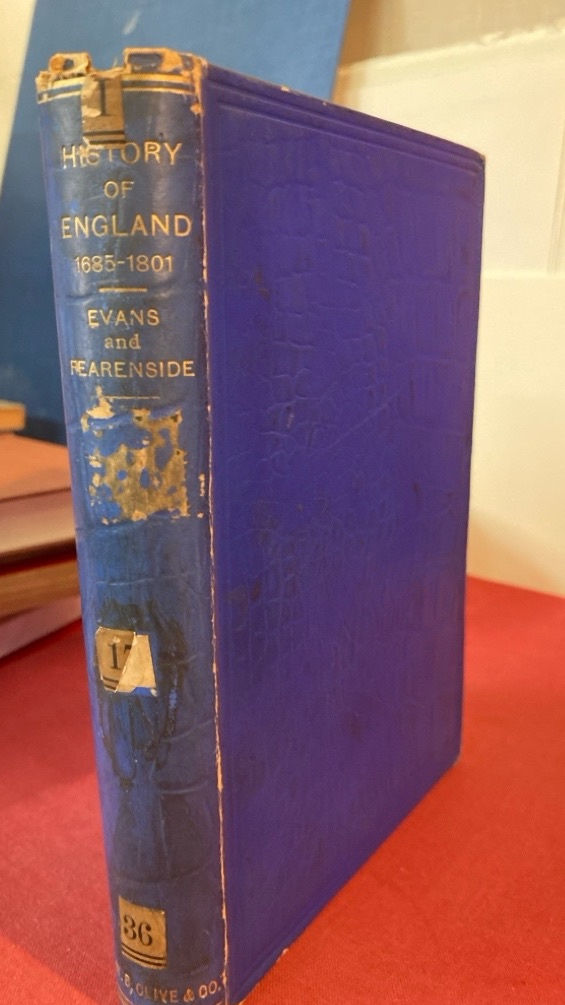 1
HISTORY
OF
ENGLAND
1685-1801
EVANS
and
FEARENSIDE
17
36
B. CLIVE & CO.